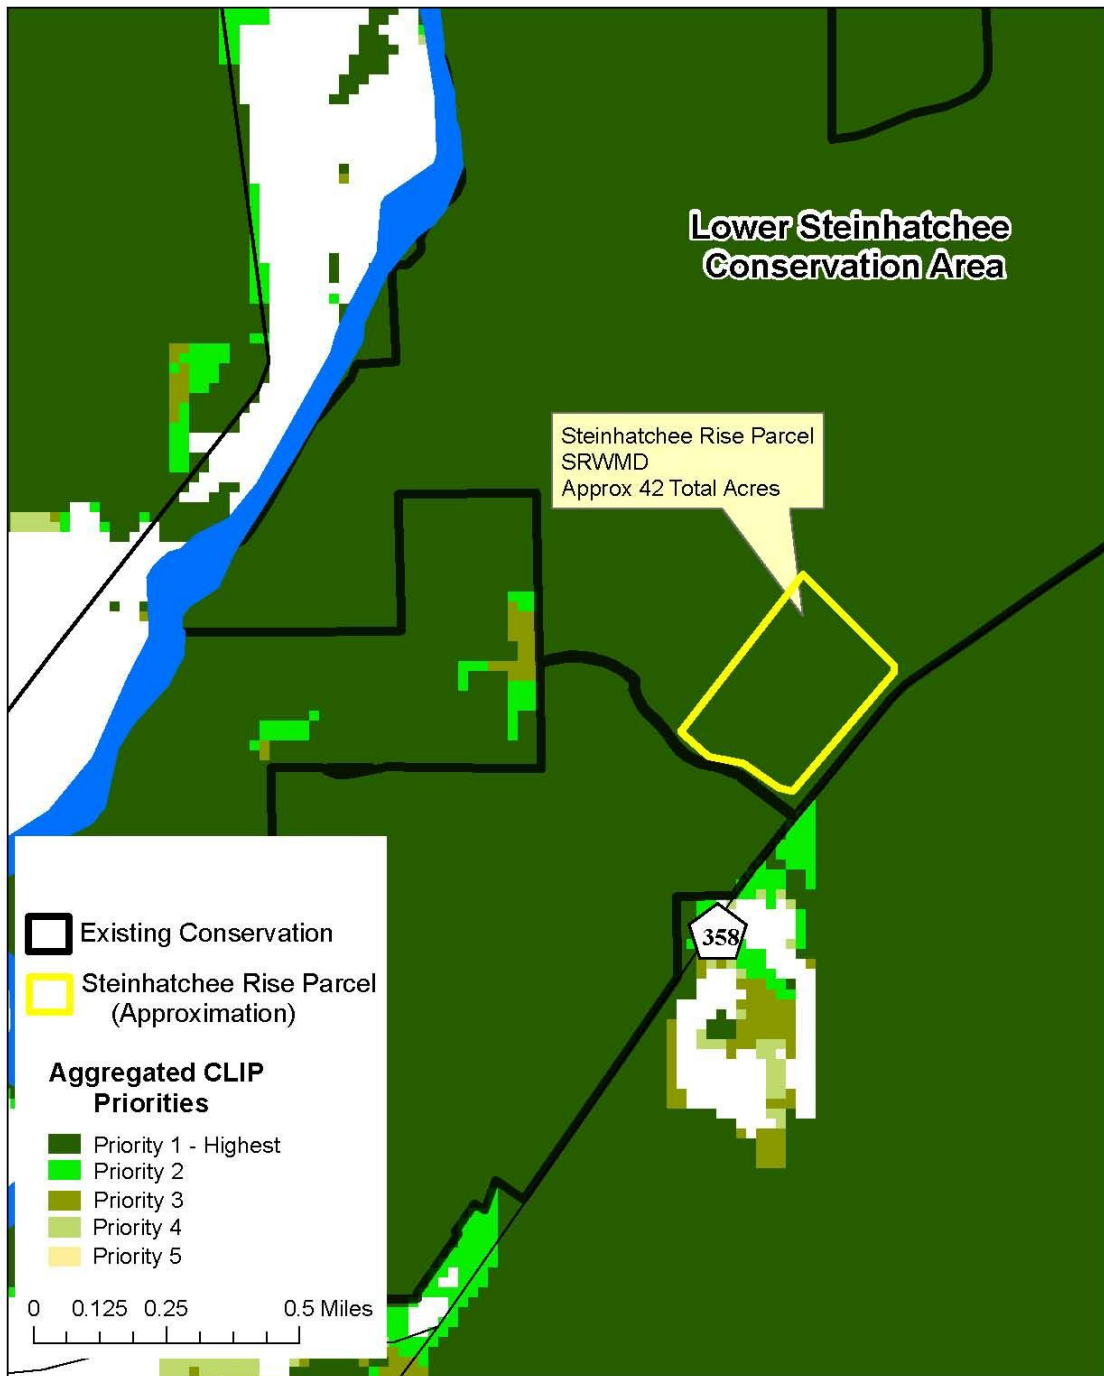 Lower Steinhatchee
Conservation Area
Steinhatchee Rise Parcel
SRWMD
Approx 42 Total Acres
358
Existing Conservation
Steinhatchee Rise Parcel
(Approximation)
Aggregated CLIP
Priorities
Priority 1 - Highest
Priority 2
Priority 3
Priority 4
Priority 5
0 0.125 0.25 0.5 Miles